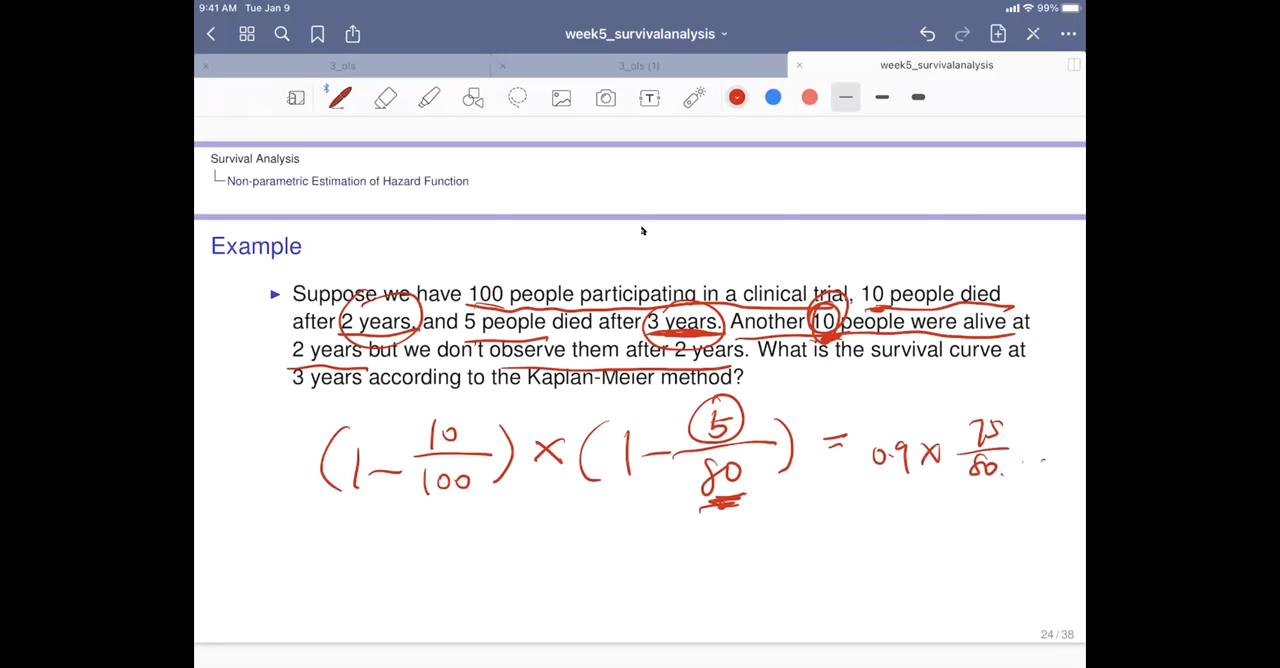 9:41 AM Tue Jan 9
99%
week5_survivalanalysis
3_ols
3_ols (1)
week5_survivalanalysis
Survival Analysis
Non-parametric Estimation of Hazard Function
Example
Suppose we have 100 people participating in a clinical trial, 10 people died
after 2 years, and 5 people died after 3 years. Another 10 people were alive at
2 years but we don't observe them after 2 years. What is the survival curve at
3 years according to the Kaplan-Meier method?
(1 - 10/100) × (1 - 5/80) = 0.9 × 75/80. ...
24 / 38